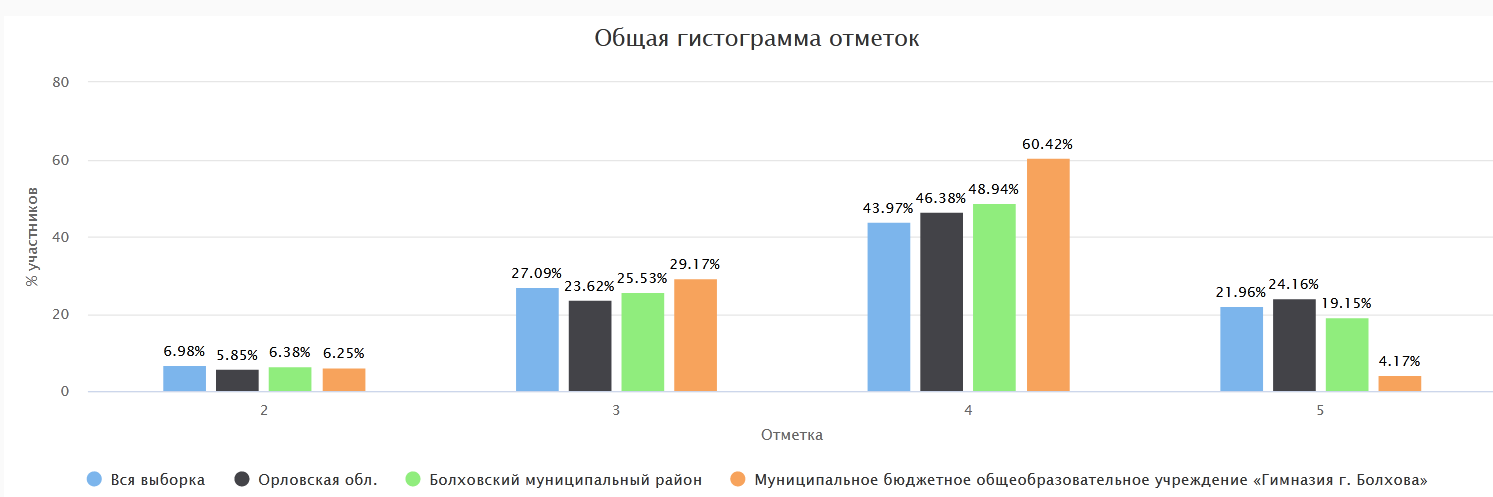 Общая гистограмма отметок
80
60
40
20
0
% участников
6.98% 5.85% 6.38% 6.25%
27.09% 23.62% 25.53% 29.17%
43.97% 46.38% 48.94% 60.42%
21.96% 24.16% 19.15% 4.17%
2 3 4 5
Отметка
Вся выборка Орловская обл. Болховский муниципальный район Муниципальное бюджетное общеобразовательное учреждение «Гимназия г. Болхова»